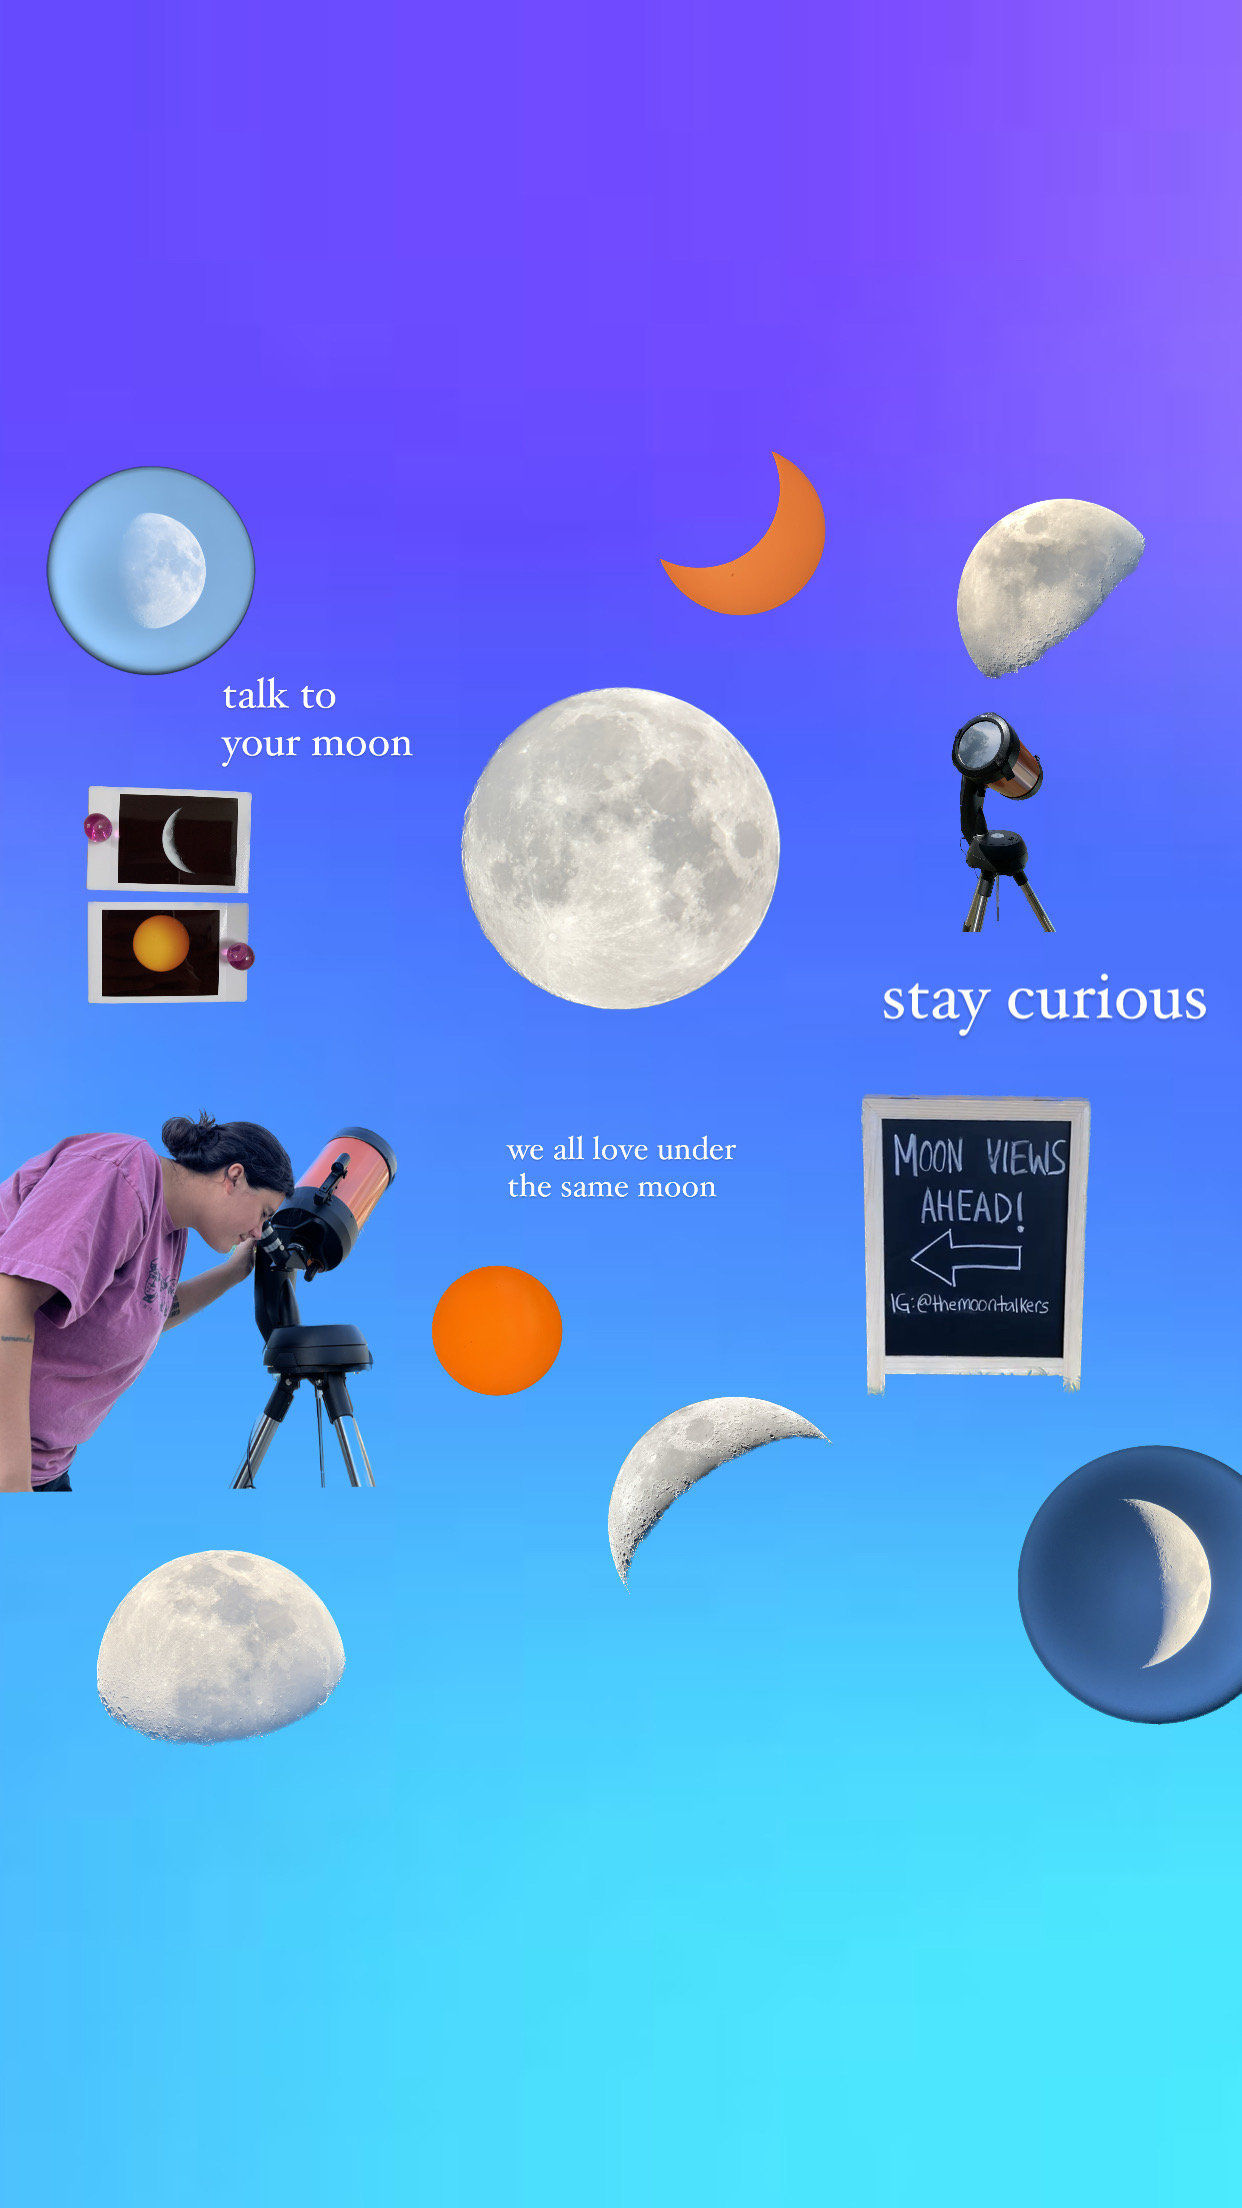 talk to
your moon
stay curious
we all love under
the same moon
MOON VIEWS
AHEAD!
IG:@themoontalkers